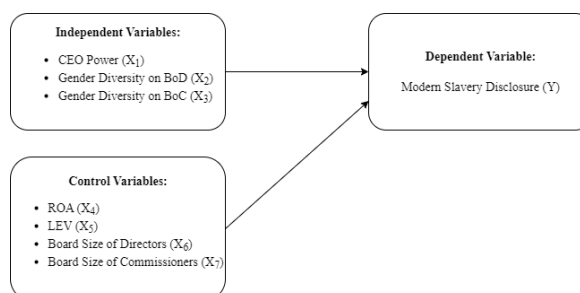 Independent Variables:
• CEO Power (X₁)
• Gender Diversity on BoD (X₂)
• Gender Diversity on BoC (X₃)
Dependent Variable:
Modern Slavery Disclosure (Y)
Control Variables:
• ROA (X₄)
• LEV (X₅)
• Board Size of Directors (X₆)
• Board Size of Commissioners (X₇)